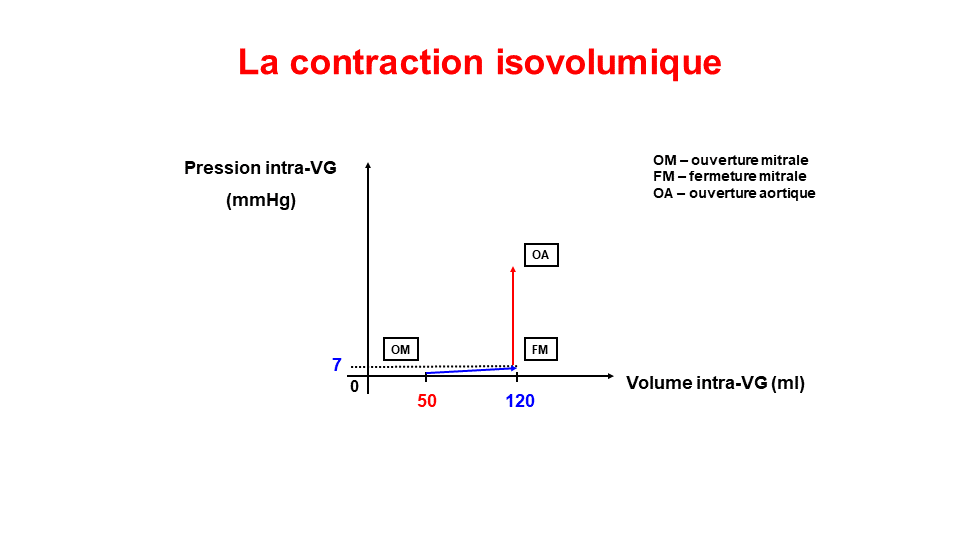 La contraction isovolumique
Pression intra-VG
(mmHg)
OM – ouverture mitrale
FM – fermeture mitrale
OA – ouverture aortique
OA
OM
FM
7
0
Volume intra-VG (ml)
50
120